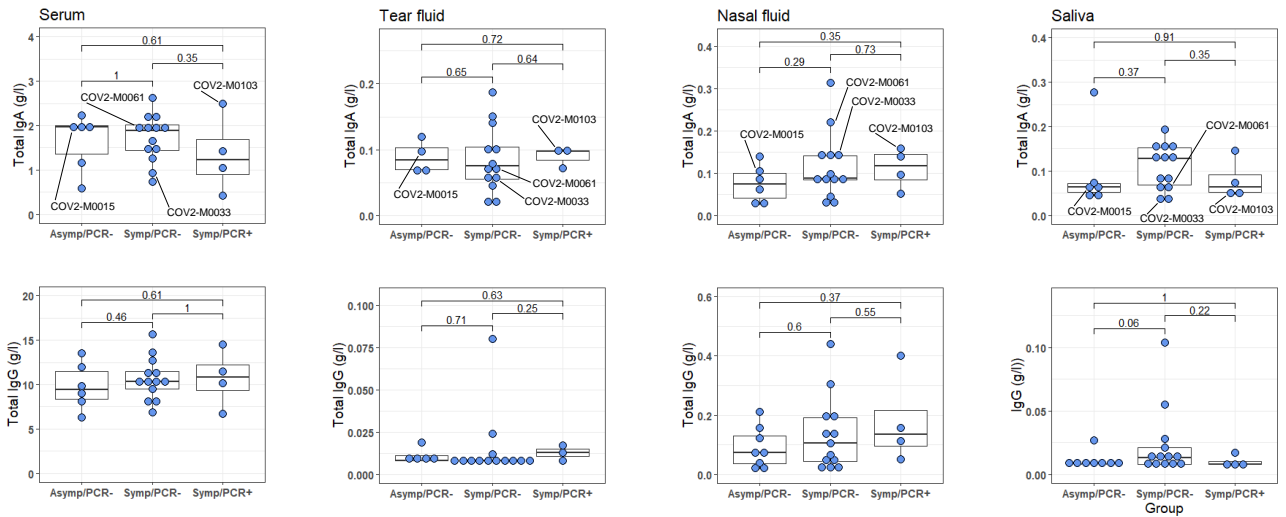 Serum
Tear fluid
Nasal fluid
Saliva
Total IgA (g/l)
4
3
2
1
0
0.61
0.35
1
COV2-M0061
COV2-M0103
COV2-M0015
COV2-M0033
Asymp/PCR-
Symp/PCR-
Symp/PCR+
Total IgA (g/l)
0.2
0.1
0.0
0.72
0.64
0.65
COV2-M0103
COV2-M0015
COV2-M0061
COV2-M0033
Asymp/PCR-
Symp/PCR-
Symp/PCR+
Total IgA (g/l)
0.4
0.3
0.2
0.1
0.0
0.35
0.73
0.29
COV2-M0061
COV2-M0033
COV2-M0103
COV2-M0015
Asymp/PCR-
Symp/PCR-
Symp/PCR+
Total IgA (g/l)
0.4
0.3
0.2
0.1
0.0
0.91
0.35
0.37
COV2-M0061
COV2-M0015
COV2-M0033
COV2-M0103
Asymp/PCR-
Symp/PCR-
Symp/PCR+
Total IgG (g/l)
20
15
10
5
0
0.61
1
0.46
Asymp/PCR-
Symp/PCR-
Symp/PCR+
Total IgG (g/l)
0.100
0.075
0.050
0.025
0.000
0.63
0.25
0.71
Asymp/PCR-
Symp/PCR-
Symp/PCR+
Total IgG (g/l)
0.6
0.4
0.2
0.0
0.37
0.55
0.6
Asymp/PCR-
Symp/PCR-
Symp/PCR+
IgG (g/l))
0.10
0.05
0.00
1
0.22
0.06
Asymp/PCR-
Symp/PCR-
Symp/PCR+
Group